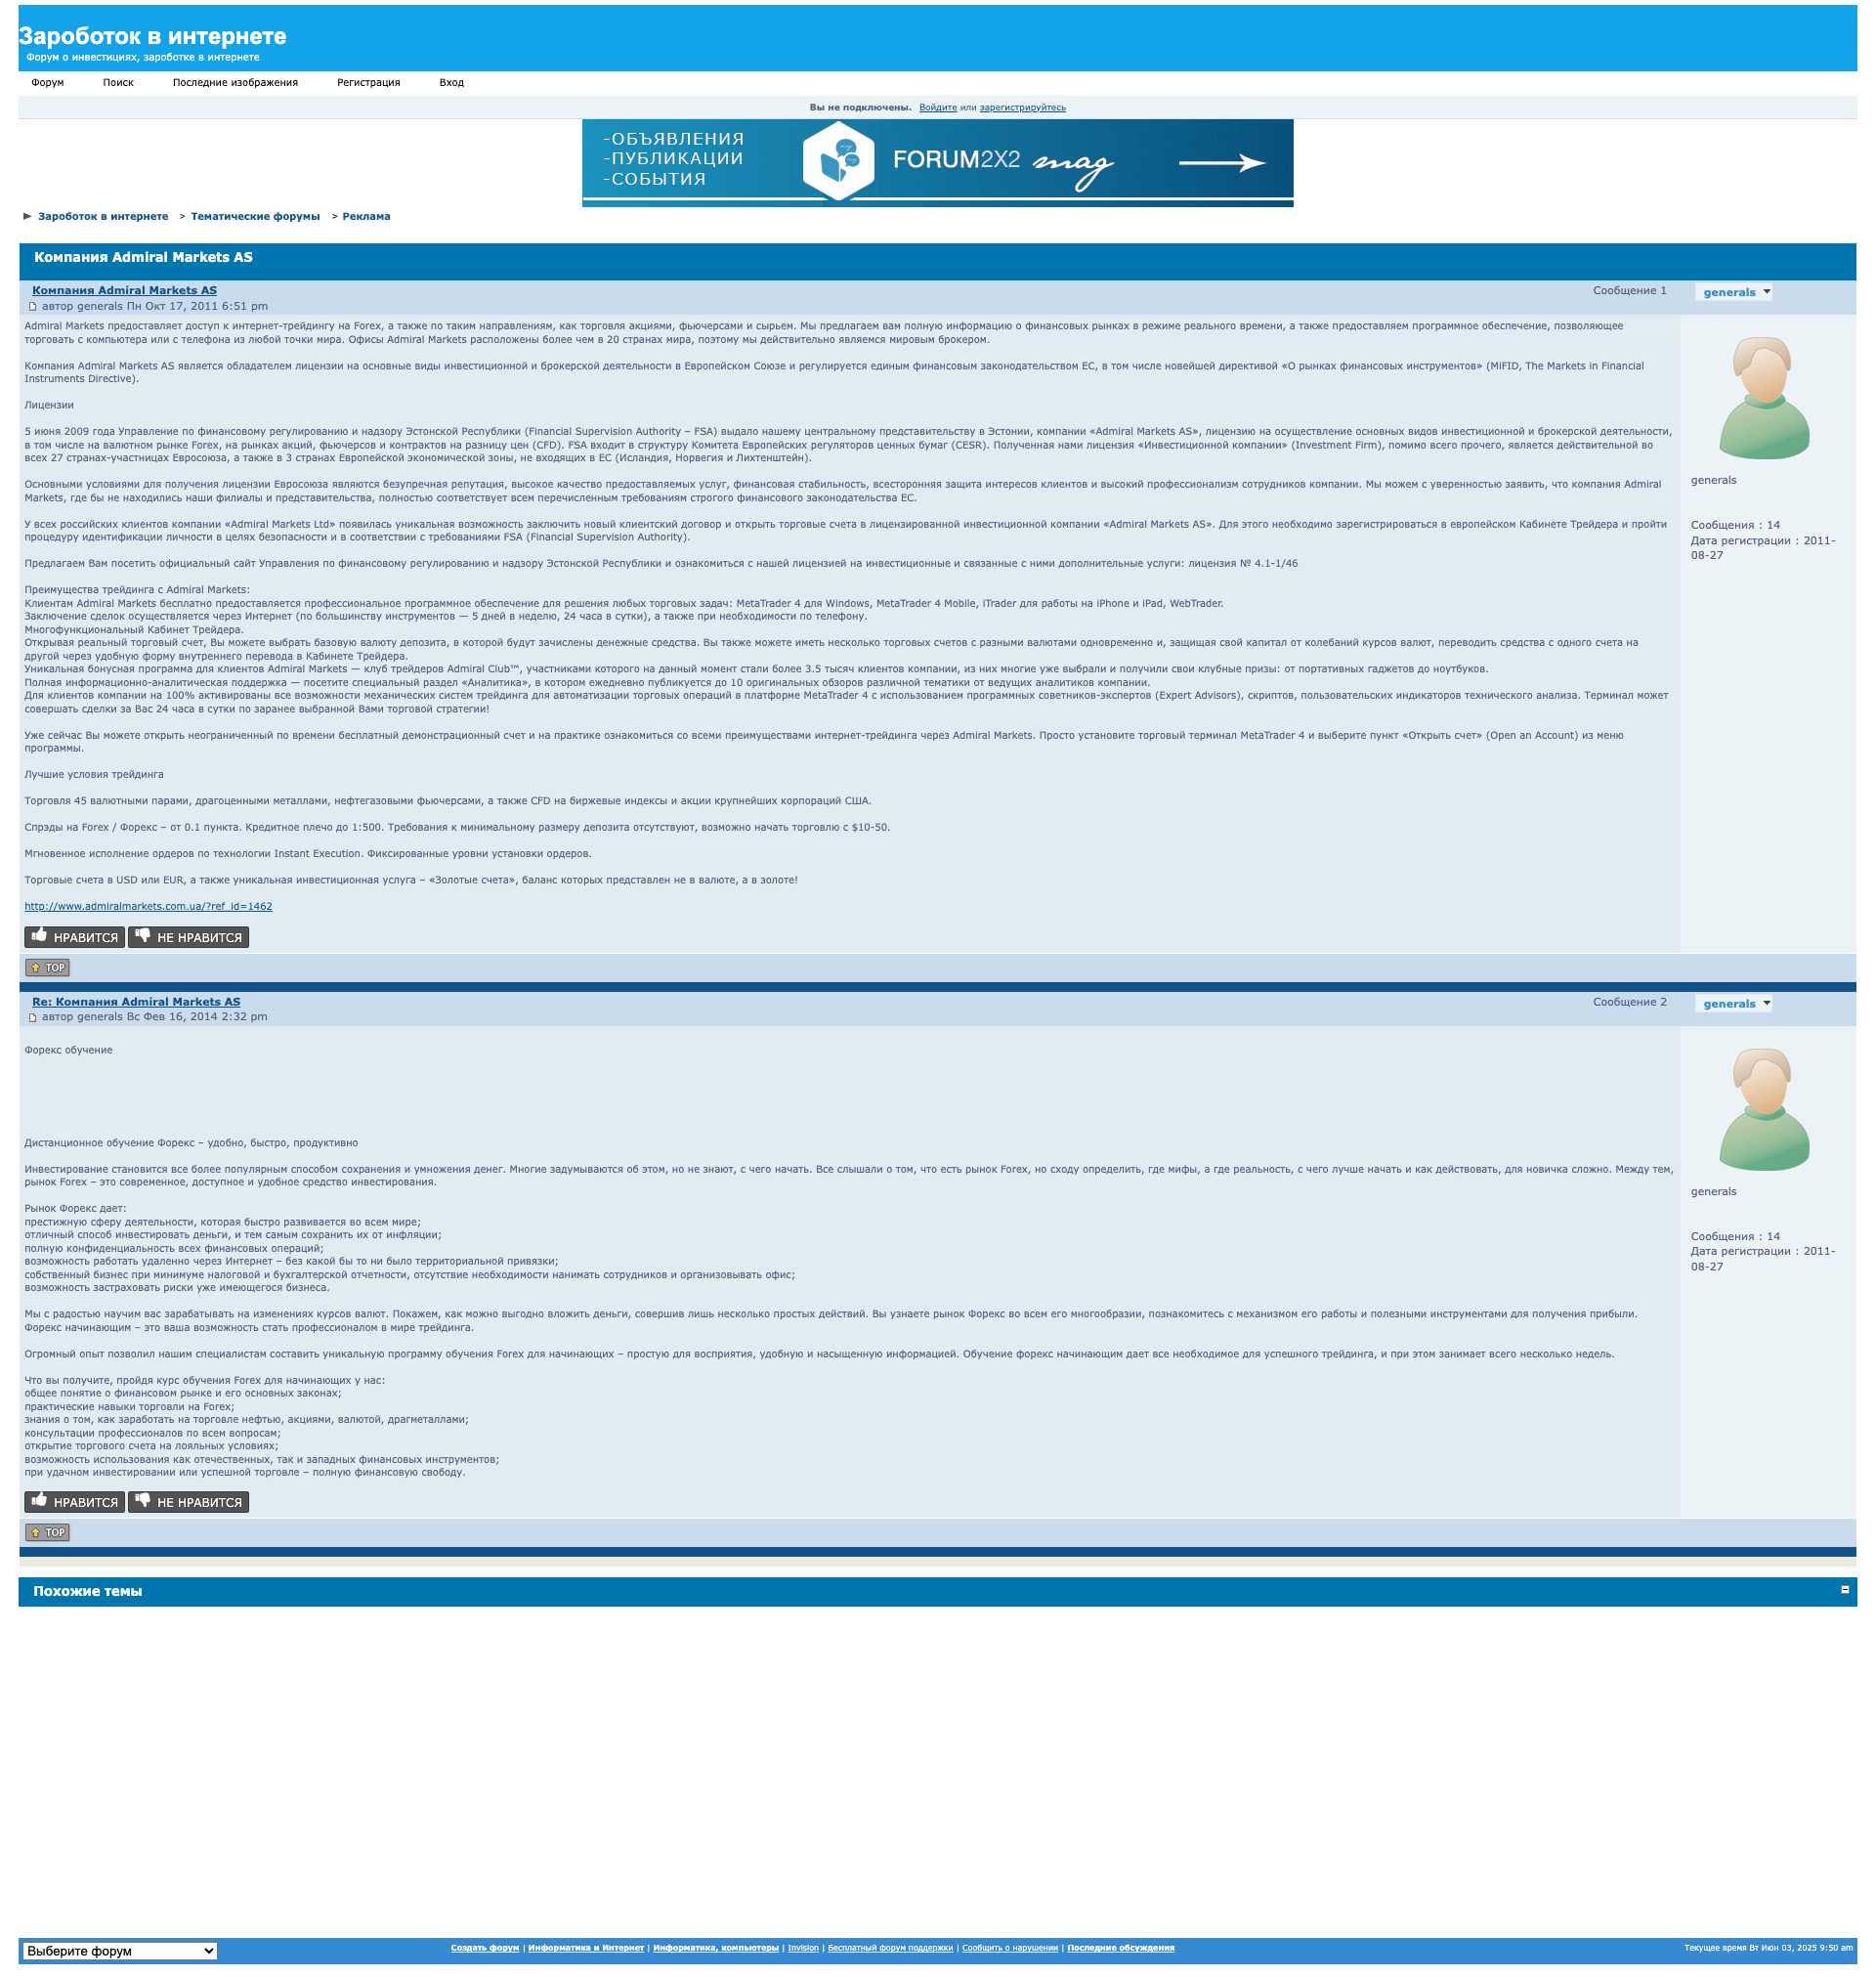 Зароботок в интернете
Форум о инвестициях, зароботке в интернете
Форум Поиск Последние изображения Регистрация Вход
Вы не подключены. Войдите или зарегистрируйтесь
-ОБЪЯВЛЕНИЯ
-ПУБЛИКАЦИИ
-СОБЫТИЯ
FORUM2X2 mag
Зароботок в интернете > Тематические форумы > Реклама
Компания Admiral Markets AS
Компания Admiral Markets AS Сообщение 1 generals
автор generals Пн Окт 17, 2011 6:51 pm
Admiral Markets предоставляет доступ к интернет-трейдингу на Forex, а также по таким направлениям, как торговля акциями, фьючерсами и сырьем. Мы предлагаем вам полную информацию о финансовых рынках в режиме реального времени, а также предоставляем программное обеспечение, позволяющее
торговать с компьютера или с телефона из любой точки мира. Офисы Admiral Markets расположены более чем в 20 странах мира, поэтому мы действительно являемся мировым брокером.
Компания Admiral Markets AS является обладателем лицензии на основные виды инвестиционной и брокерской деятельности в Европейском Союзе и регулируется единым финансовым законодательством ЕС, в том числе новейшей директивой «О рынках финансовых инструментов» (MiFID, The Markets in Financial
Instruments Directive).
Лицензии
5 июня 2009 года Управление по финансовому регулированию и надзору Эстонской Республики (Financial Supervision Authority – FSA) выдало нашему центральному представительству в Эстонии, компании «Admiral Markets AS», лицензию на осуществление основных видов инвестиционной и брокерской деятельности,
в том числе на валютном рынке Forex, на рынках акций, фьючерсов и контрактов на разницу цен (CFD). FSA входит в структуру Комитета Европейских регуляторов ценных бумаг (CESR). Полученная нами лицензия «Инвестиционной компании» (Investment Firm), помимо всего прочего, является действительной во
всех 27 странах-участницах Евросоюза, а также в 3 странах Европейской экономической зоны, не входящих в ЕС (Исландия, Норвегия и Лихтенштейн).
Основными условиями для получения лицензии Евросоюза являются безупречная репутация, высокое качество предоставляемых услуг, финансовая стабильность, всесторонняя защита интересов клиентов и высокий профессионализм сотрудников компании. Мы можем с уверенностью заявить, что компания Admiral
Markets, где бы не находились наши филиалы и представительства, полностью соответствует всем перечисленным требованиям строгого финансового законодательства ЕС.
У всех российских клиентов компании «Admiral Markets Ltd» появилась уникальная возможность заключить новый клиентский договор и открыть торговые счета в лицензированной инвестиционной компании «Admiral Markets AS». Для этого необходимо зарегистрироваться в европейском Кабинете Трейдера и пройти
процедуру идентификации личности в целях безопасности и в соответствии с требованиями FSA (Financial Supervision Authority).
Предлагаем Вам посетить официальный сайт Управления по финансовому регулированию и надзору Эстонской Республики и ознакомиться с нашей лицензией на инвестиционные и связанные с ними дополнительные услуги: лицензия № 4.1-1/46
Преимущества трейдинга с Admiral Markets:
Клиентам Admiral Markets бесплатно предоставляется профессиональное программное обеспечение для решения любых торговых задач: MetaTrader 4 для Windows, MetaTrader 4 Mobile, iTrader для работы на iPhone и iPad, WebTrader.
Заключение сделок осуществляется через Интернет (по большинству инструментов — 5 дней в неделю, 24 часа в сутки), а также при необходимости по телефону.
Многофункциональный Кабинет Трейдера.
Открывая реальный торговый счет, Вы можете выбрать базовую валюту депозита, в которой будут зачислены денежные средства. Вы также можете иметь несколько торговых счетов с разными валютами одновременно и, защищая свой капитал от колебаний курсов валют, переводить средства с одного счета на
другой через удобную форму внутреннего перевода в Кабинете Трейдера.
Уникальная бонусная программа для клиентов Admiral Markets — клуб трейдеров Admiral Club™, участниками которого на данный момент стали более 3.5 тысяч клиентов компании, из них многие уже выбрали и получили свои клубные призы: от портативных гаджетов до ноутбуков.
Полная информационно-аналитическая поддержка — посетите специальный раздел «Аналитика», в котором ежедневно публикуется до 10 оригинальных обзоров различной тематики от ведущих аналитиков компании.
Для клиентов компании на 100% активированы все возможности механических систем трейдинга для автоматизации торговых операций в платформе MetaTrader 4 с использованием программных советников-экспертов (Expert Advisors), скриптов, пользовательских индикаторов технического анализа. Терминал может
совершать сделки за Вас 24 часа в сутки по заранее выбранной Вами торговой стратегии!
Уже сейчас Вы можете открыть неограниченный по времени бесплатный демонстрационный счет и на практике ознакомиться со всеми преимуществами интернет-трейдинга через Admiral Markets. Просто установите торговый терминал MetaTrader 4 и выберите пункт «Открыть счет» (Open an Account) из меню
программы.
Лучшие условия трейдинга
Торговля 45 валютными парами, драгоценными металлами, нефтегазовыми фьючерсами, а также CFD на биржевые индексы и акции крупнейших корпораций США.
Спрэды на Forex / Форекс – от 0.1 пункта. Кредитное плечо до 1:500. Требования к минимальному размеру депозита отсутствуют, возможно начать торговлю с $10-50.
Мгновенное исполнение ордеров по технологии Instant Execution. Фиксированные уровни установки ордеров.
Торговые счета в USD или EUR, а также уникальная инвестиционная услуга – «Золотые счета», баланс которых представлен не в валюте, а в золоте!
http://www.admiralmarkets.com.ua/?ref_id=1462
НРАВИТСЯ НЕ НРАВИТСЯ
generals
Сообщения : 14
Дата регистрации : 2011-
08-27
TOP
Re: Компания Admiral Markets AS Сообщение 2 generals
автор generals Вс Фев 16, 2014 2:32 pm
Форекс обучение
Дистанционное обучение Форекс – удобно, быстро, продуктивно
Инвестирование становится все более популярным способом сохранения и умножения денег. Многие задумываются об этом, но не знают, с чего начать. Все слышали о том, что есть рынок Forex, но сходу определить, где мифы, а где реальность, с чего лучше начать и как действовать, для новичка сложно. Между тем,
рынок Forex – это современное, доступное и удобное средство инвестирования.
Рынок Форекс дает:
престижную сферу деятельности, которая быстро развивается во всем мире;
отличный способ инвестировать деньги, и тем самым сохранить их от инфляции;
полную конфиденциальность всех финансовых операций;
возможность работать удаленно через Интернет – без какой бы то ни было территориальной привязки;
собственный бизнес при минимуме налоговой и бухгалтерской отчетности, отсутствие необходимости нанимать сотрудников и организовывать офис;
возможность застраховать риски уже имеющегося бизнеса.
Мы с радостью научим вас зарабатывать на изменениях курсов валют. Покажем, как можно выгодно вложить деньги, совершив лишь несколько простых действий. Вы узнаете рынок Форекс во всем его многообразии, познакомитесь с механизмом его работы и полезными инструментами для получения прибыли.
Форекс начинающим – это ваша возможность стать профессионалом в мире трейдинга.
Огромный опыт позволил нашим специалистам составить уникальную программу обучения Forex для начинающих – простую для восприятия, удобную и насыщенную информацией. Обучение форекс начинающим дает все необходимое для успешного трейдинга, и при этом занимает всего несколько недель.
Что вы получите, пройдя курс обучения Forex для начинающих у нас:
общее понятие о финансовом рынке и его основных законах;
практические навыки торговли на Forex;
знания о том, как заработать на торговле нефтью, акциями, валютой, драгметаллами;
консультации профессионалов по всем вопросам;
открытие торгового счета на лояльных условиях;
возможность использования как отечественных, так и западных финансовых инструментов;
при удачном инвестировании или успешной торговле – полную финансовую свободу.
НРАВИТСЯ НЕ НРАВИТСЯ
generals
Сообщения : 14
Дата регистрации : 2011-
08-27
TOP
Похожие темы
Выберите форум
Создать форум | Информатика и Интернет | Информатика, компьютеры | Invision | Бесплатный форум поддержки | Сообщить о нарушении | Последние обсуждения
Текущее время Вт Июн 03, 2025 9:50 am